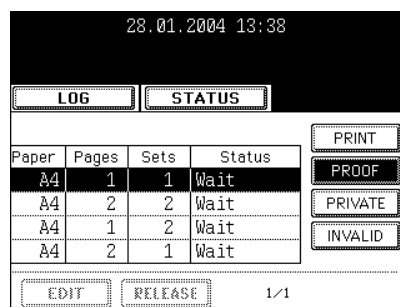 28.01.2004 13:38
LOG STATUS
PRINT
Paper Pages Sets Status
PROOF
A4 1 1 Wait
A4 2 2 Wait
PRIVATE
A4 1 2 Wait
INVALID
A4 2 1 Wait
EDIT RELEASE 1/1